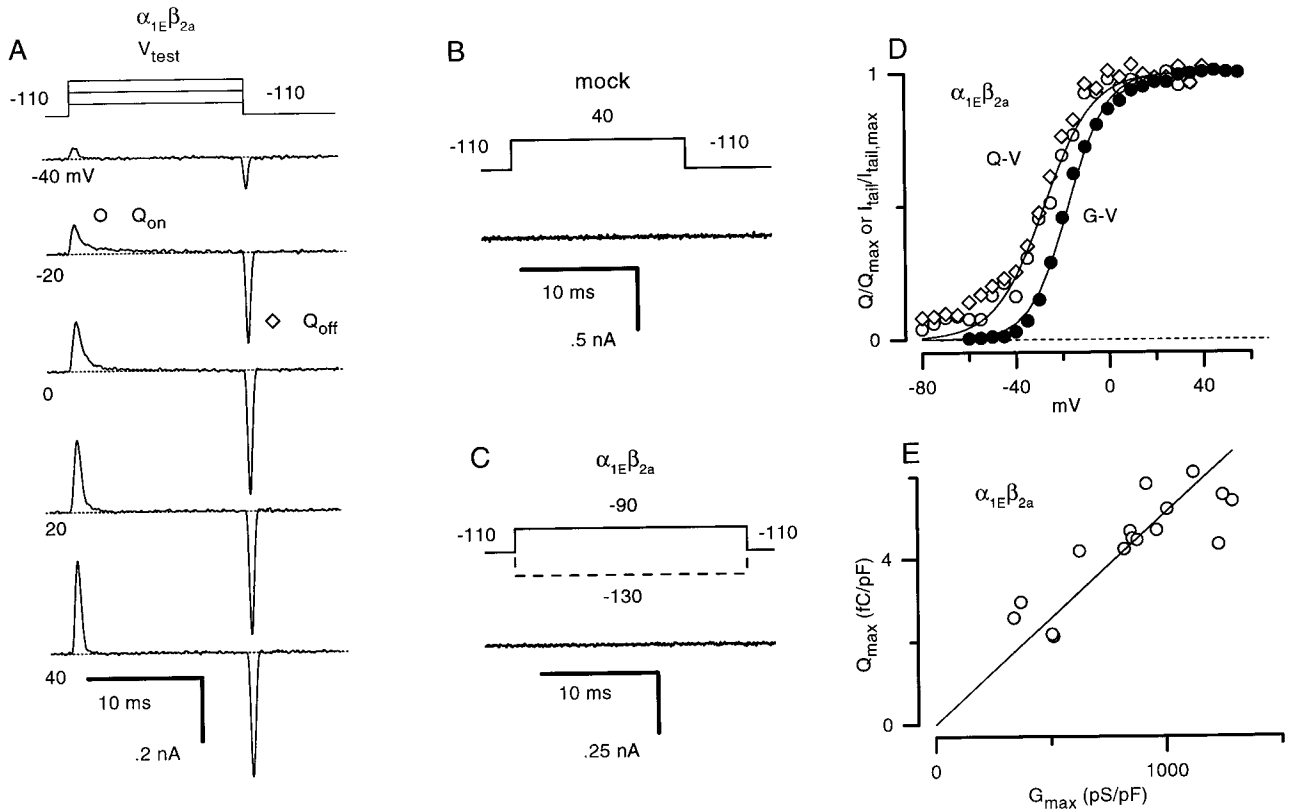 A
α1Eβ2a
Vtest
-110
-110
-40 mV
Qon
-20
Qoff
0
20
40
10 ms
.2 nA
B
mock
40
-110
-110
10 ms
.5 nA
C
α1Eβ2a
-90
-110
-110
-130
10 ms
.25 nA
D
α1Eβ2a
Q/Qmax or Itail/Itail,max
1
0
Q-V
G-V
-80
-40
0
40
mV
E
α1Eβ2a
Qmax (fC/pF)
4
0
0
1000
Gmax (pS/pF)